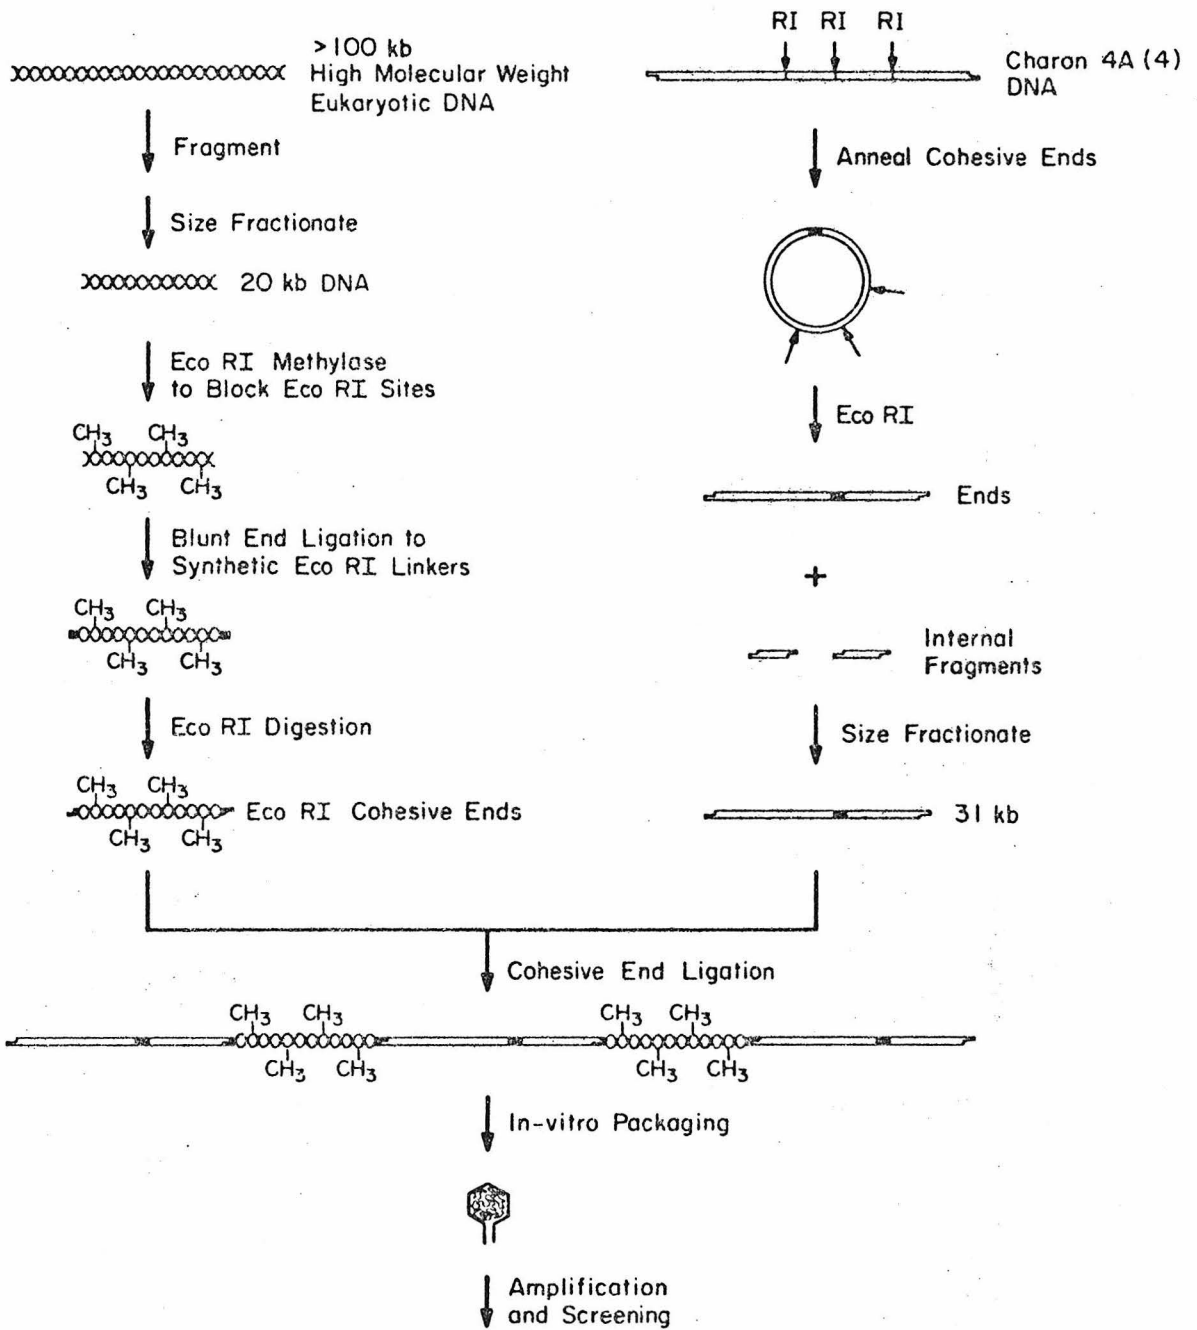 >100 kb
High Molecular Weight
Eukaryotic DNA
Fragment
Size Fractionate
20 kb DNA
Eco RI Methylase
to Block Eco RI Sites
CH3 CH3
CH3 CH3
Blunt End Ligation to
Synthetic Eco RI Linkers
CH3 CH3
CH3 CH3
Eco RI Digestion
CH3 CH3
Eco RI Cohesive Ends
CH3 CH3
RI RI RI
Charon 4A (4)
DNA
Anneal Cohesive Ends
Eco RI
Ends
+
Internal
Fragments
Size Fractionate
31 kb
Cohesive End Ligation
CH3 CH3 CH3 CH3
CH3 CH3 CH3 CH3
In-vitro Packaging
Amplification
and Screening